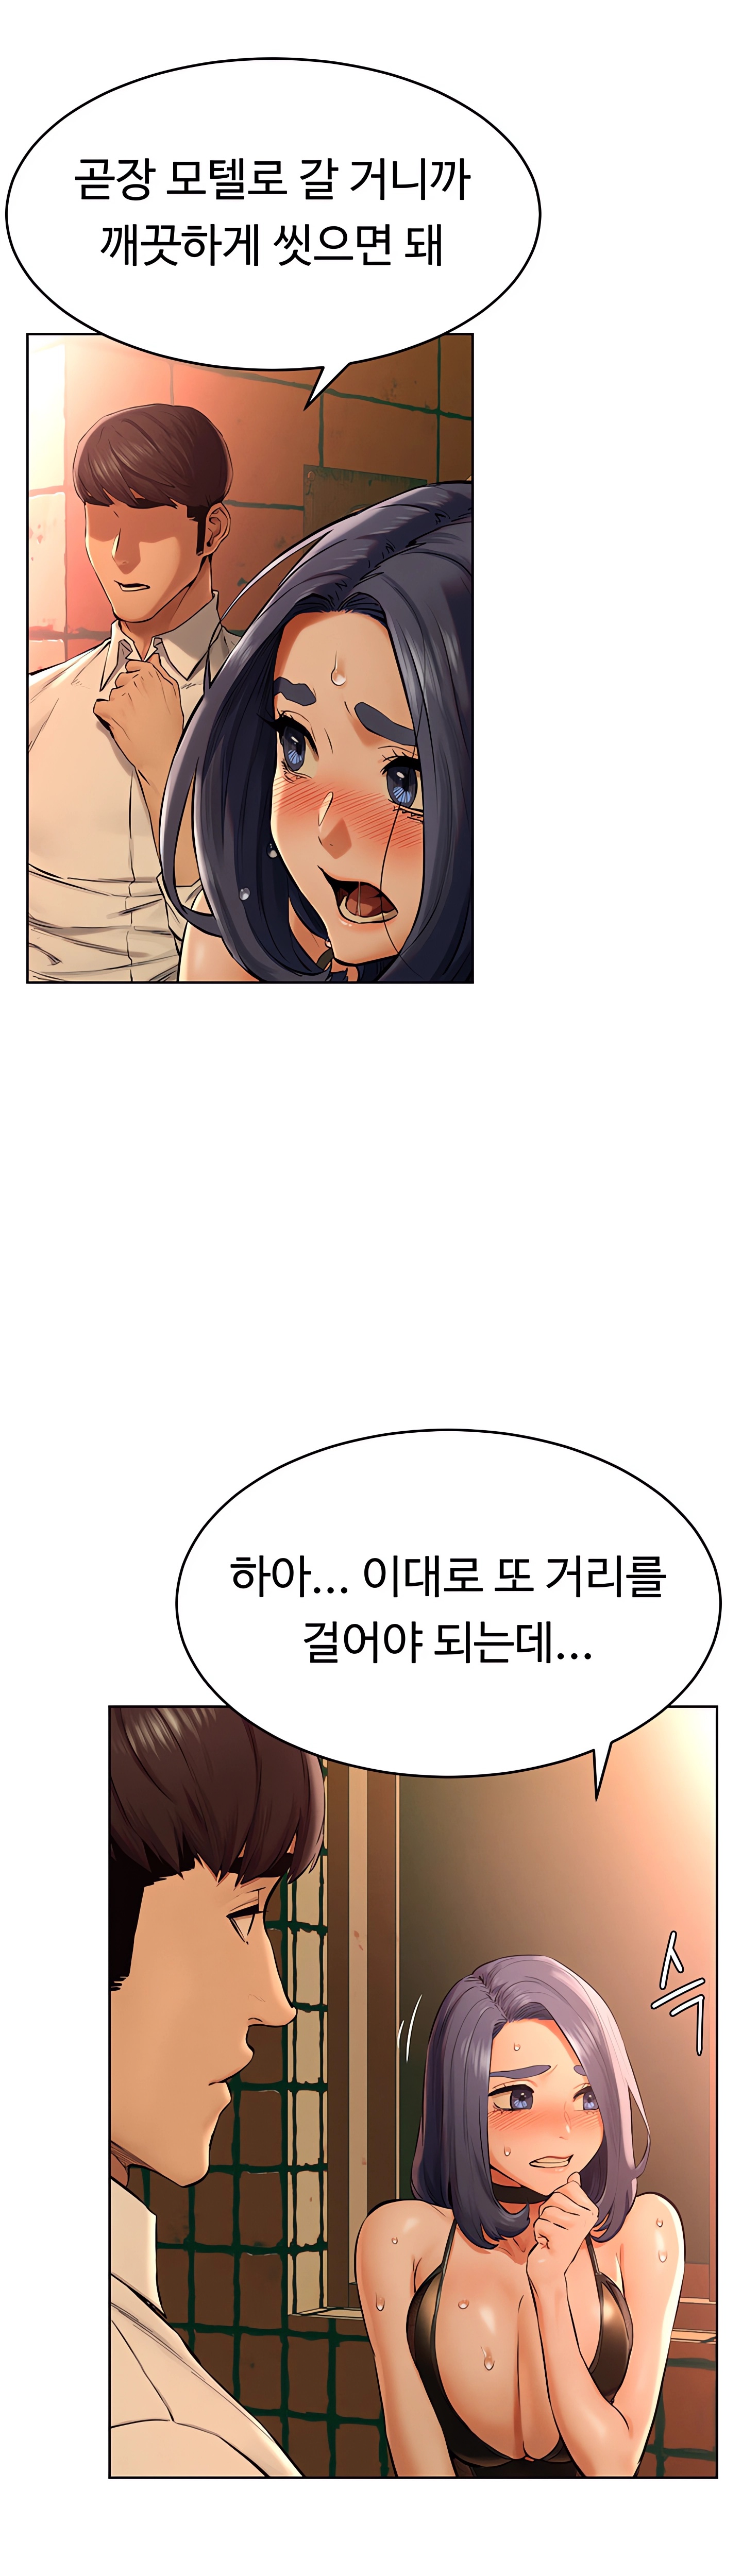 곧장 모텔로 갈 거니까
깨끗하게 씻으면 돼
하아... 이대로 또 거리를
걸어야 되는데...
스윽